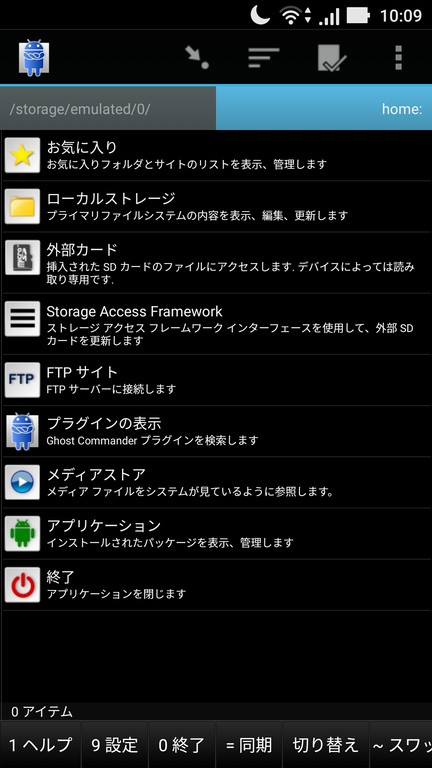 10:09
/storage/emulated/0/
home:
お気に入り
お気に入りフォルダとサイトのリストを表示、管理します
ローカルストレージ
プライマリファイルシステムの内容を表示、編集、更新します
外部カード
挿入された SD カードのファイルにアクセスします. デバイスによっては読み
取り専用です.
Storage Access Framework
ストレージ アクセス フレームワーク インターフェースを使用して、外部 SD
カードを更新します
FTP
FTP サイト
FTP サーバーに接続します
プラグインの表示
Ghost Commander プラグインを検索します
メディアストア
メディア ファイルをシステムが見ているように参照します。
アプリケーション
インストールされたパッケージを表示、管理します
終了
アプリケーションを閉じます
0 アイテム
1 ヘルプ
9 設定
0 終了
= 同期
切り替え
~ スワッ